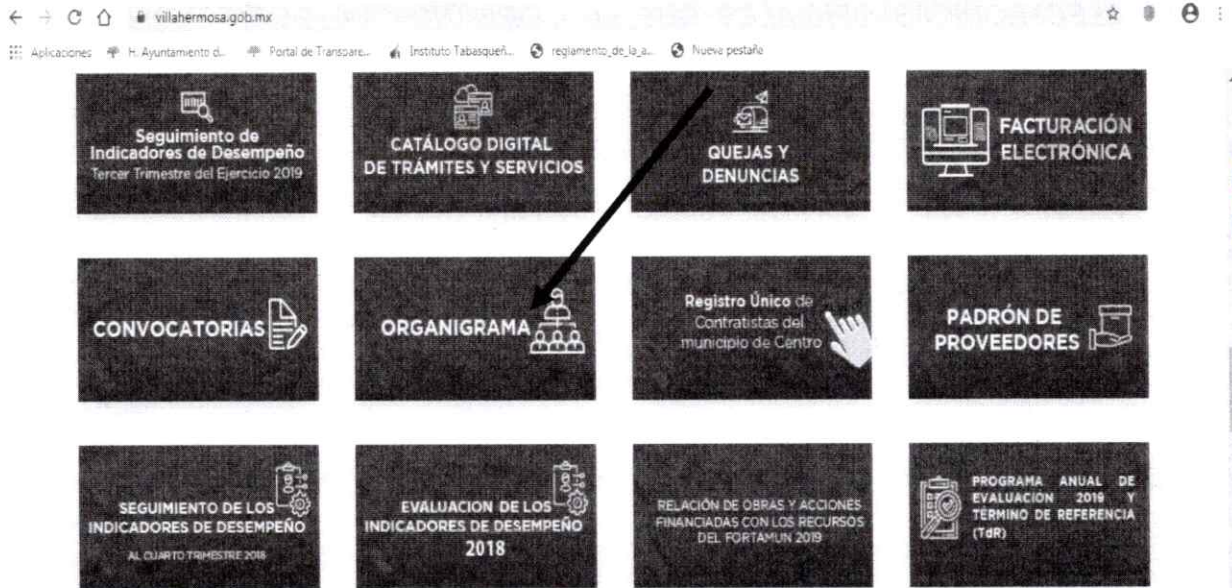 villahermosa.gob.mx
Aplicaciones H. Ayuntamiento d... Portal de Transpare... Instituto Tabasqueñ... reglamento_de_la_a... Nueva pestaña
Seguimiento de
Indicadores de Desempeño
Tercer Trimestre del Ejercicio 2019
CATÁLOGO DIGITAL
DE TRÁMITES Y SERVICIOS
QUEJAS Y
DENUNCIAS
FACTURACIÓN
ELECTRÓNICA
CONVOCATORIAS
ORGANIGRAMA
Registro Único de
Contratistas del
municipio de Centro
PADRÓN DE
PROVEEDORES
SEGUIMIENTO DE LOS
INDICADORES DE DESEMPEÑO
AL CUARTO TRIMESTRE 2018
EVALUACION DE LOS
INDICADORES DE DESEMPEÑO
2018
RELACIÓN DE OBRAS Y ACCIONES
FINANCIADAS CON LOS RECURSOS
DEL FORTAMUN 2019
PROGRAMA ANUAL DE
EVALUACIÓN 2019 Y
TÉRMINO DE REFERENCIA
(TdR)